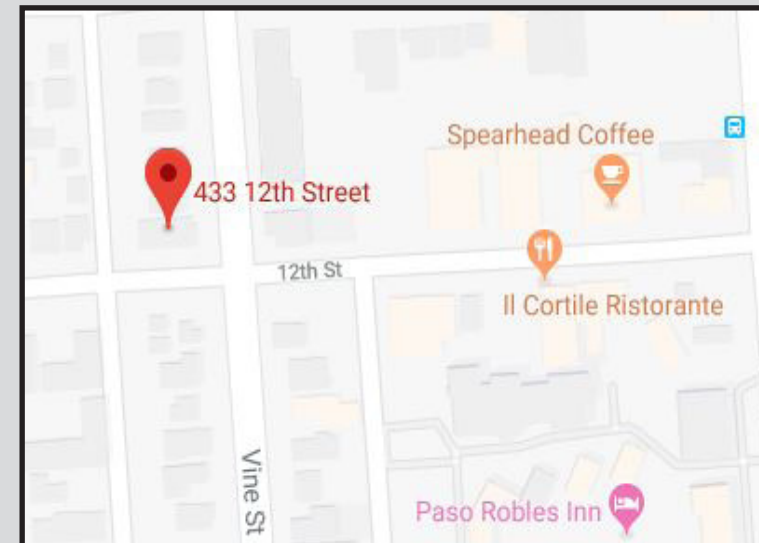 Spearhead Coffee
433 12th Street
12th St
Il Cortile Ristorante
Vine St
Paso Robles Inn